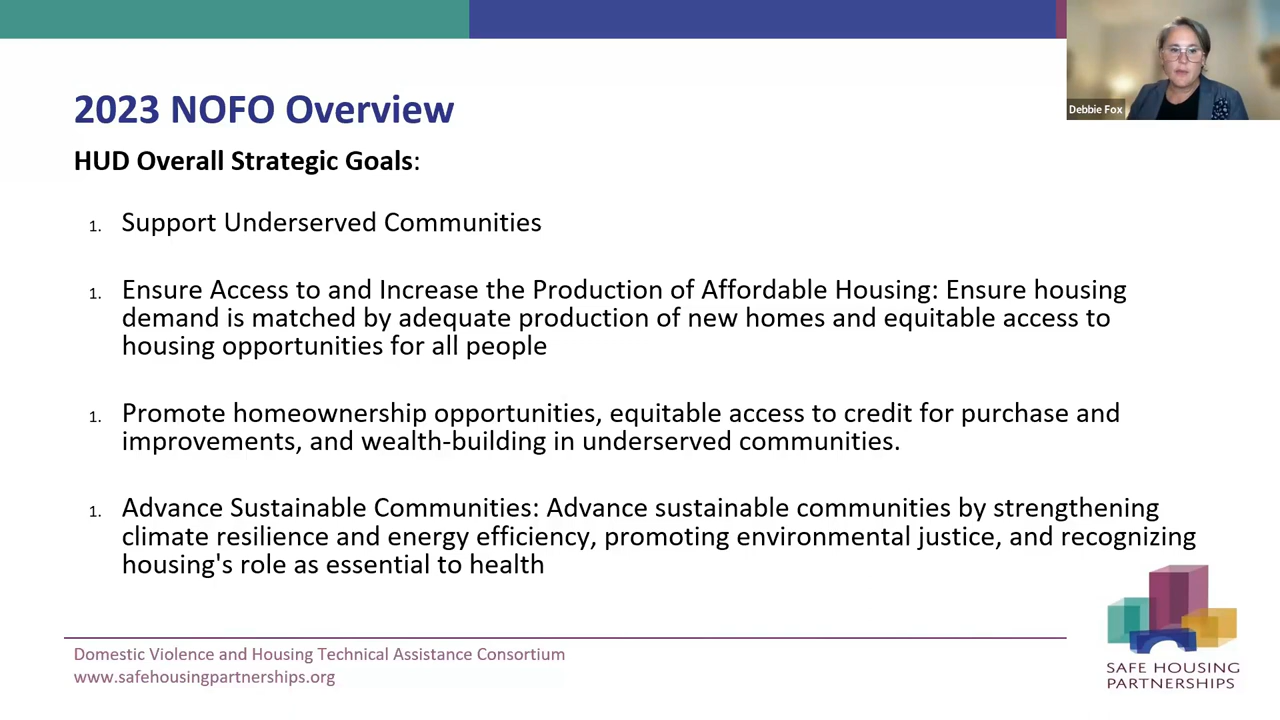 2023 NOFO Overview
Debbie Fox
HUD Overall Strategic Goals:
1. Support Underserved Communities
1. Ensure Access to and Increase the Production of Affordable Housing: Ensure housing
demand is matched by adequate production of new homes and equitable access to
housing opportunities for all people
1. Promote homeownership opportunities, equitable access to credit for purchase and
improvements, and wealth-building in underserved communities.
1. Advance Sustainable Communities: Advance sustainable communities by strengthening
climate resilience and energy efficiency, promoting environmental justice, and recognizing
housing's role as essential to health
Domestic Violence and Housing Technical Assistance Consortium
www.safehousingpartnerships.org
SAFE HOUSING
PARTNERSHIPS